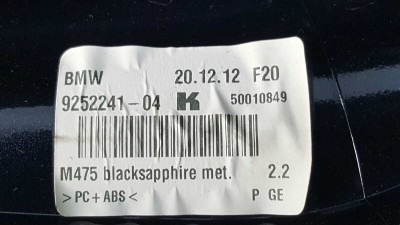 BMW 20.12.12 F20
9252241-04 K 50010849
M475 blacksapphire met. 2.2
>PC+ABS< P GE